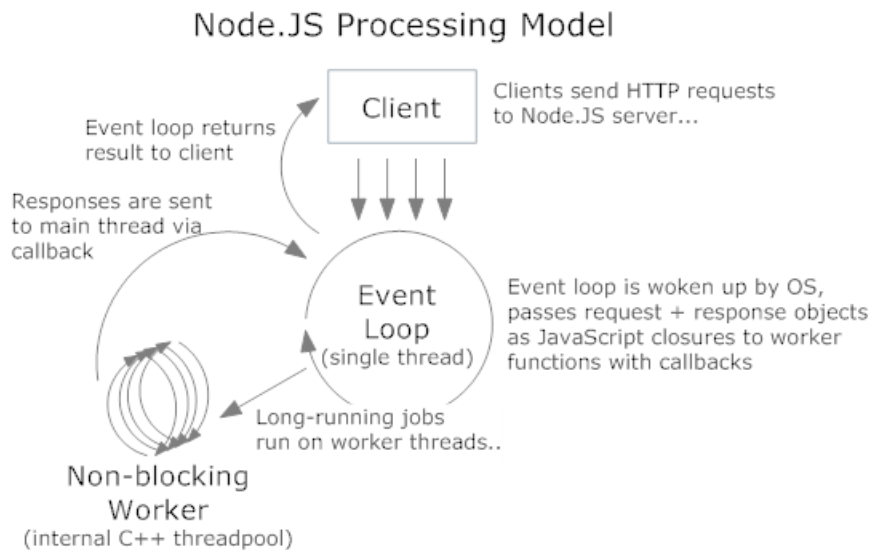 Node.JS Processing Model
Client
Clients send HTTP requests
to Node.JS server...
Event loop returns
result to client
Responses are sent
to main thread via
callback
Event
Loop
(single thread)
Event loop is woken up by OS,
passes request + response objects
as JavaScript closures to worker
functions with callbacks
Long-running jobs
run on worker threads..
Non-blocking
Worker
(internal C++ threadpool)